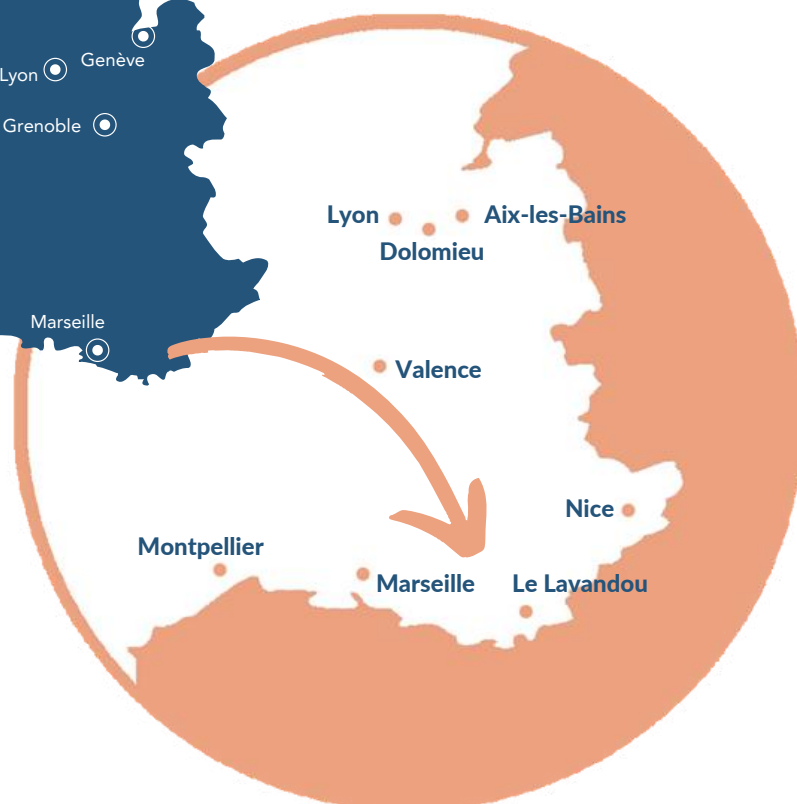 Genève
Lyon
Grenoble
Marseille
Lyon
Aix-les-Bains
Dolomieu
Valence
Nice
Montpellier
Marseille
Le Lavandou